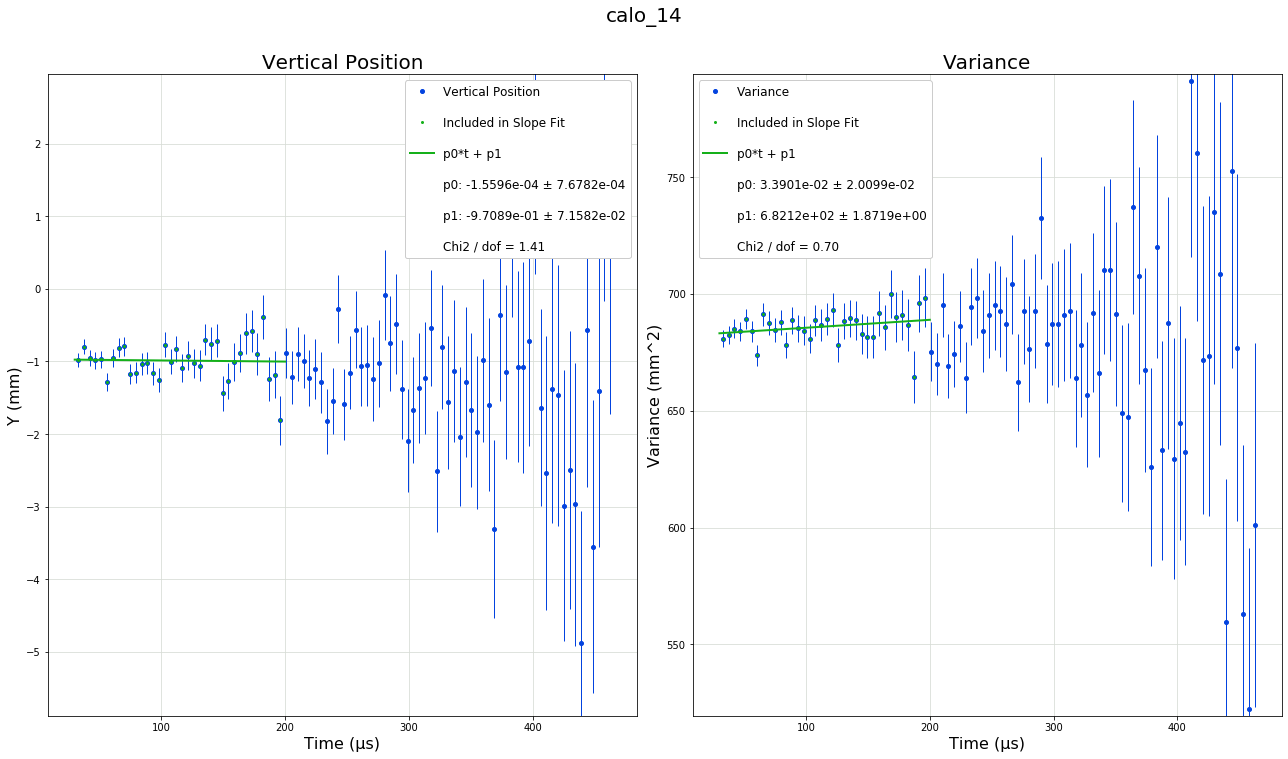 calo_14
Vertical Position
Vertical Position
Included in Slope Fit
p0*t + p1
p0: -1.5596e-04 ± 7.6782e-04
p1: -9.7089e-01 ± 7.1582e-02
Chi2 / dof = 1.41
2
1
0
−1
−2
−3
−4
−5
Y (mm)
100 200 300 400
Time (μs)
Variance
Variance
Included in Slope Fit
p0*t + p1
p0: 3.3901e-02 ± 2.0099e-02
p1: 6.8212e+02 ± 1.8719e+00
Chi2 / dof = 0.70
750
700
650
600
550
Variance (mm^2)
100 200 300 400
Time (μs)